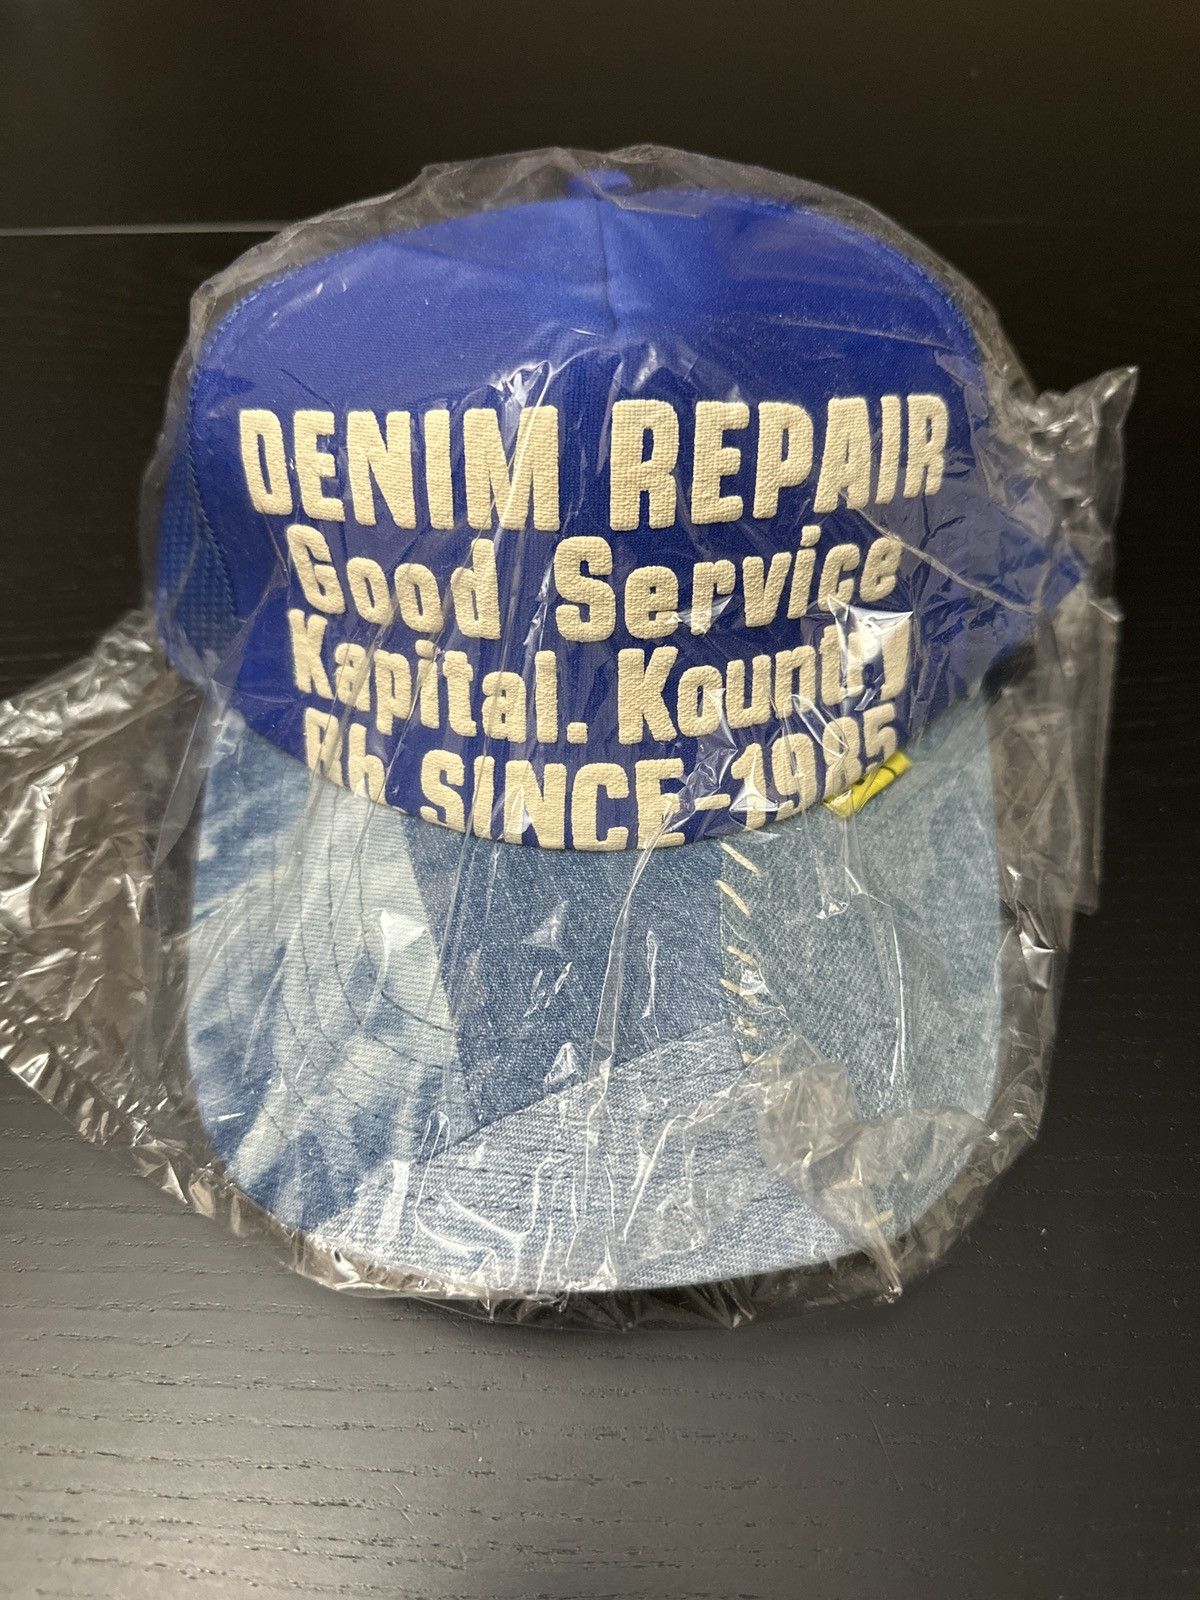 DENIM REPAIR
Good Service
Kapital. Kountry
SINCE-1985